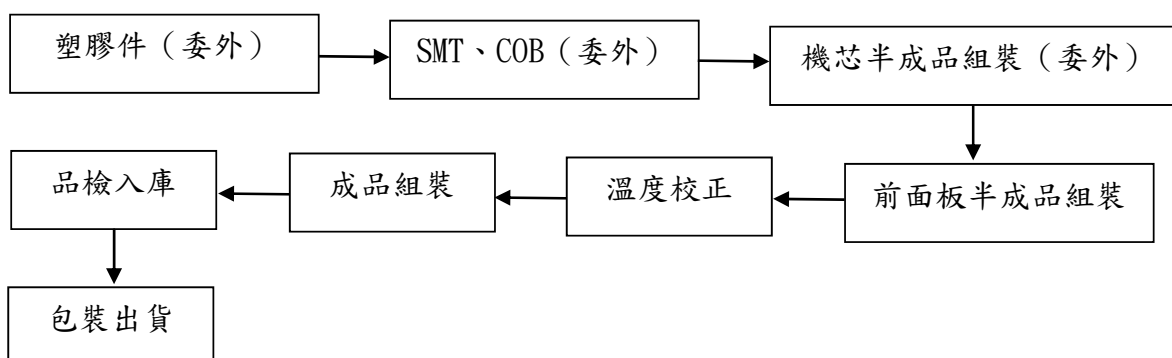 塑膠件（委外）
SMT、COB（委外）
機芯半成品組裝（委外）
前面板半成品組裝
溫度校正
成品組裝
品檢入庫
包裝出貨